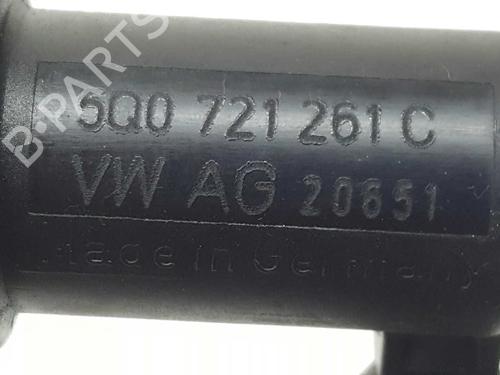 5Q0 721 261 C
VW AG 20651
Made in Germany
B-PARTS